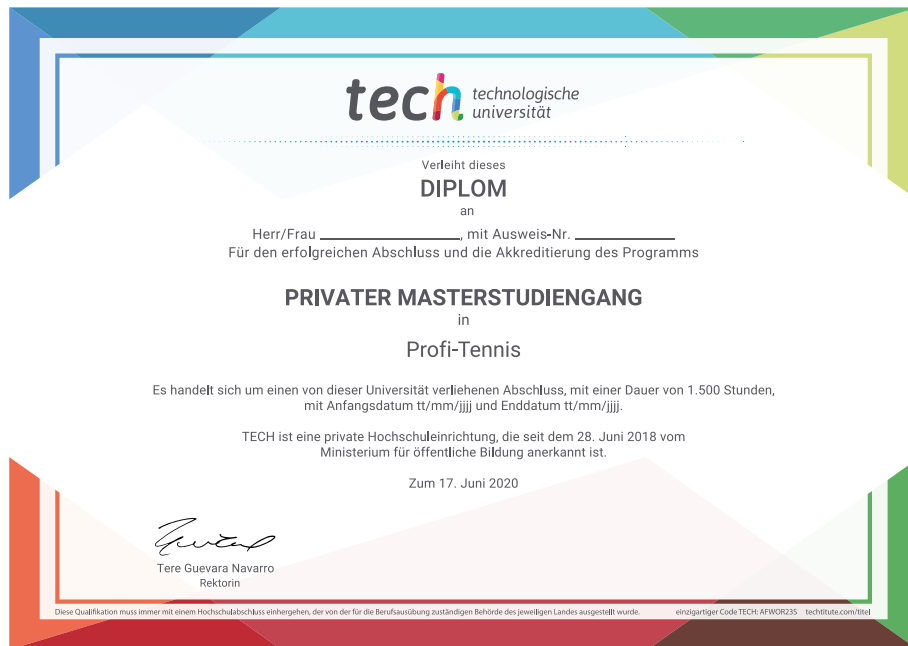 tech technologische
universität
Verleiht dieses
DIPLOM
an
Herr/Frau ____________________, mit Ausweis-Nr. ______________
Für den erfolgreichen Abschluss und die Akkreditierung des Programms
PRIVATER MASTERSTUDIENGANG
in
Profi-Tennis
Es handelt sich um einen von dieser Universität verliehenen Abschluss, mit einer Dauer von 1.500 Stunden,
mit Anfangsdatum tt/mm/jjjj und Enddatum tt/mm/jjjj.
TECH ist eine private Hochschuleinrichtung, die seit dem 28. Juni 2018 vom
Ministerium für öffentliche Bildung anerkannt ist.
Zum 17. Juni 2020
Tere Guevara Navarro
Rektorin
Diese Qualifikation muss immer mit einem Hochschulabschluss einhergehen, der von der für die Berufsausübung zuständigen Behörde des jeweiligen Landes ausgestellt wurde. einzigartiger Code TECH: AFWOR235 techtitute.com/titel